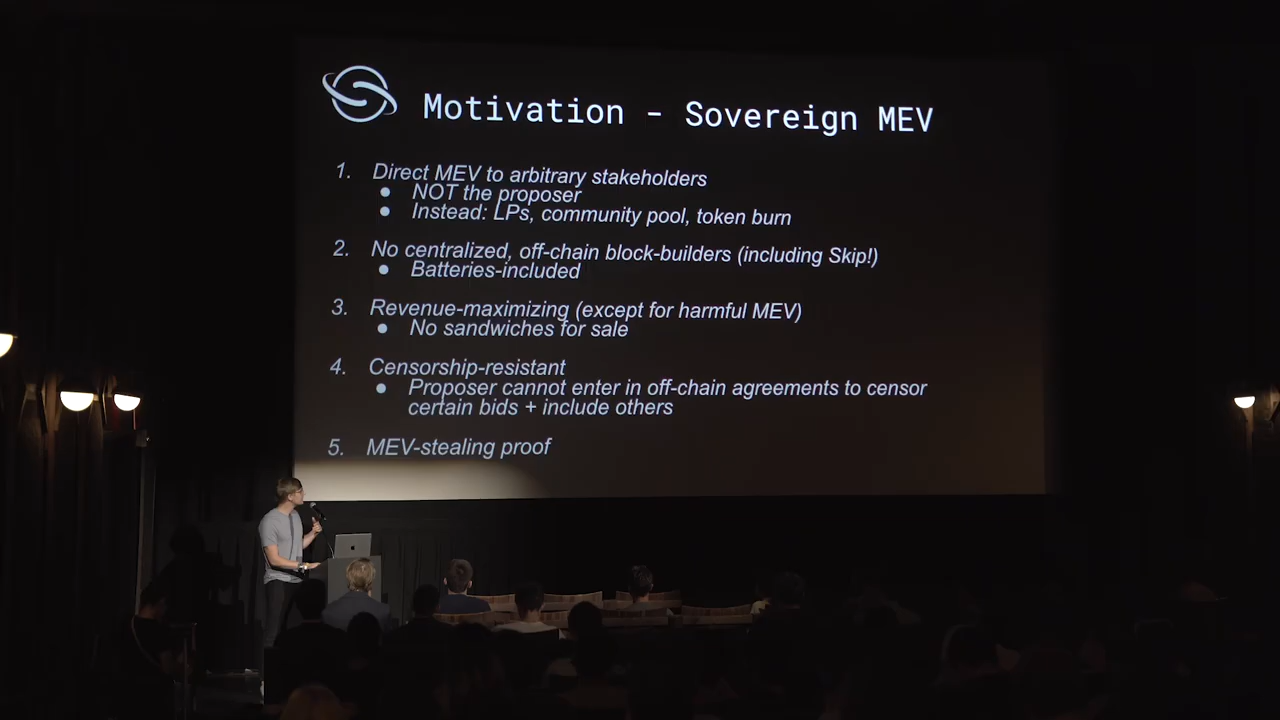 Motivation - Sovereign MEV
1. Direct MEV to arbitrary stakeholders
● NOT the proposer
● Instead: LPs, community pool, token burn
2. No centralized, off-chain block-builders (including Skip!)
● Batteries-included
3. Revenue-maximizing (except for harmful MEV)
● No sandwiches for sale
4. Censorship-resistant
● Proposer cannot enter in off-chain agreements to censor
certain bids + include others
5. MEV-stealing proof